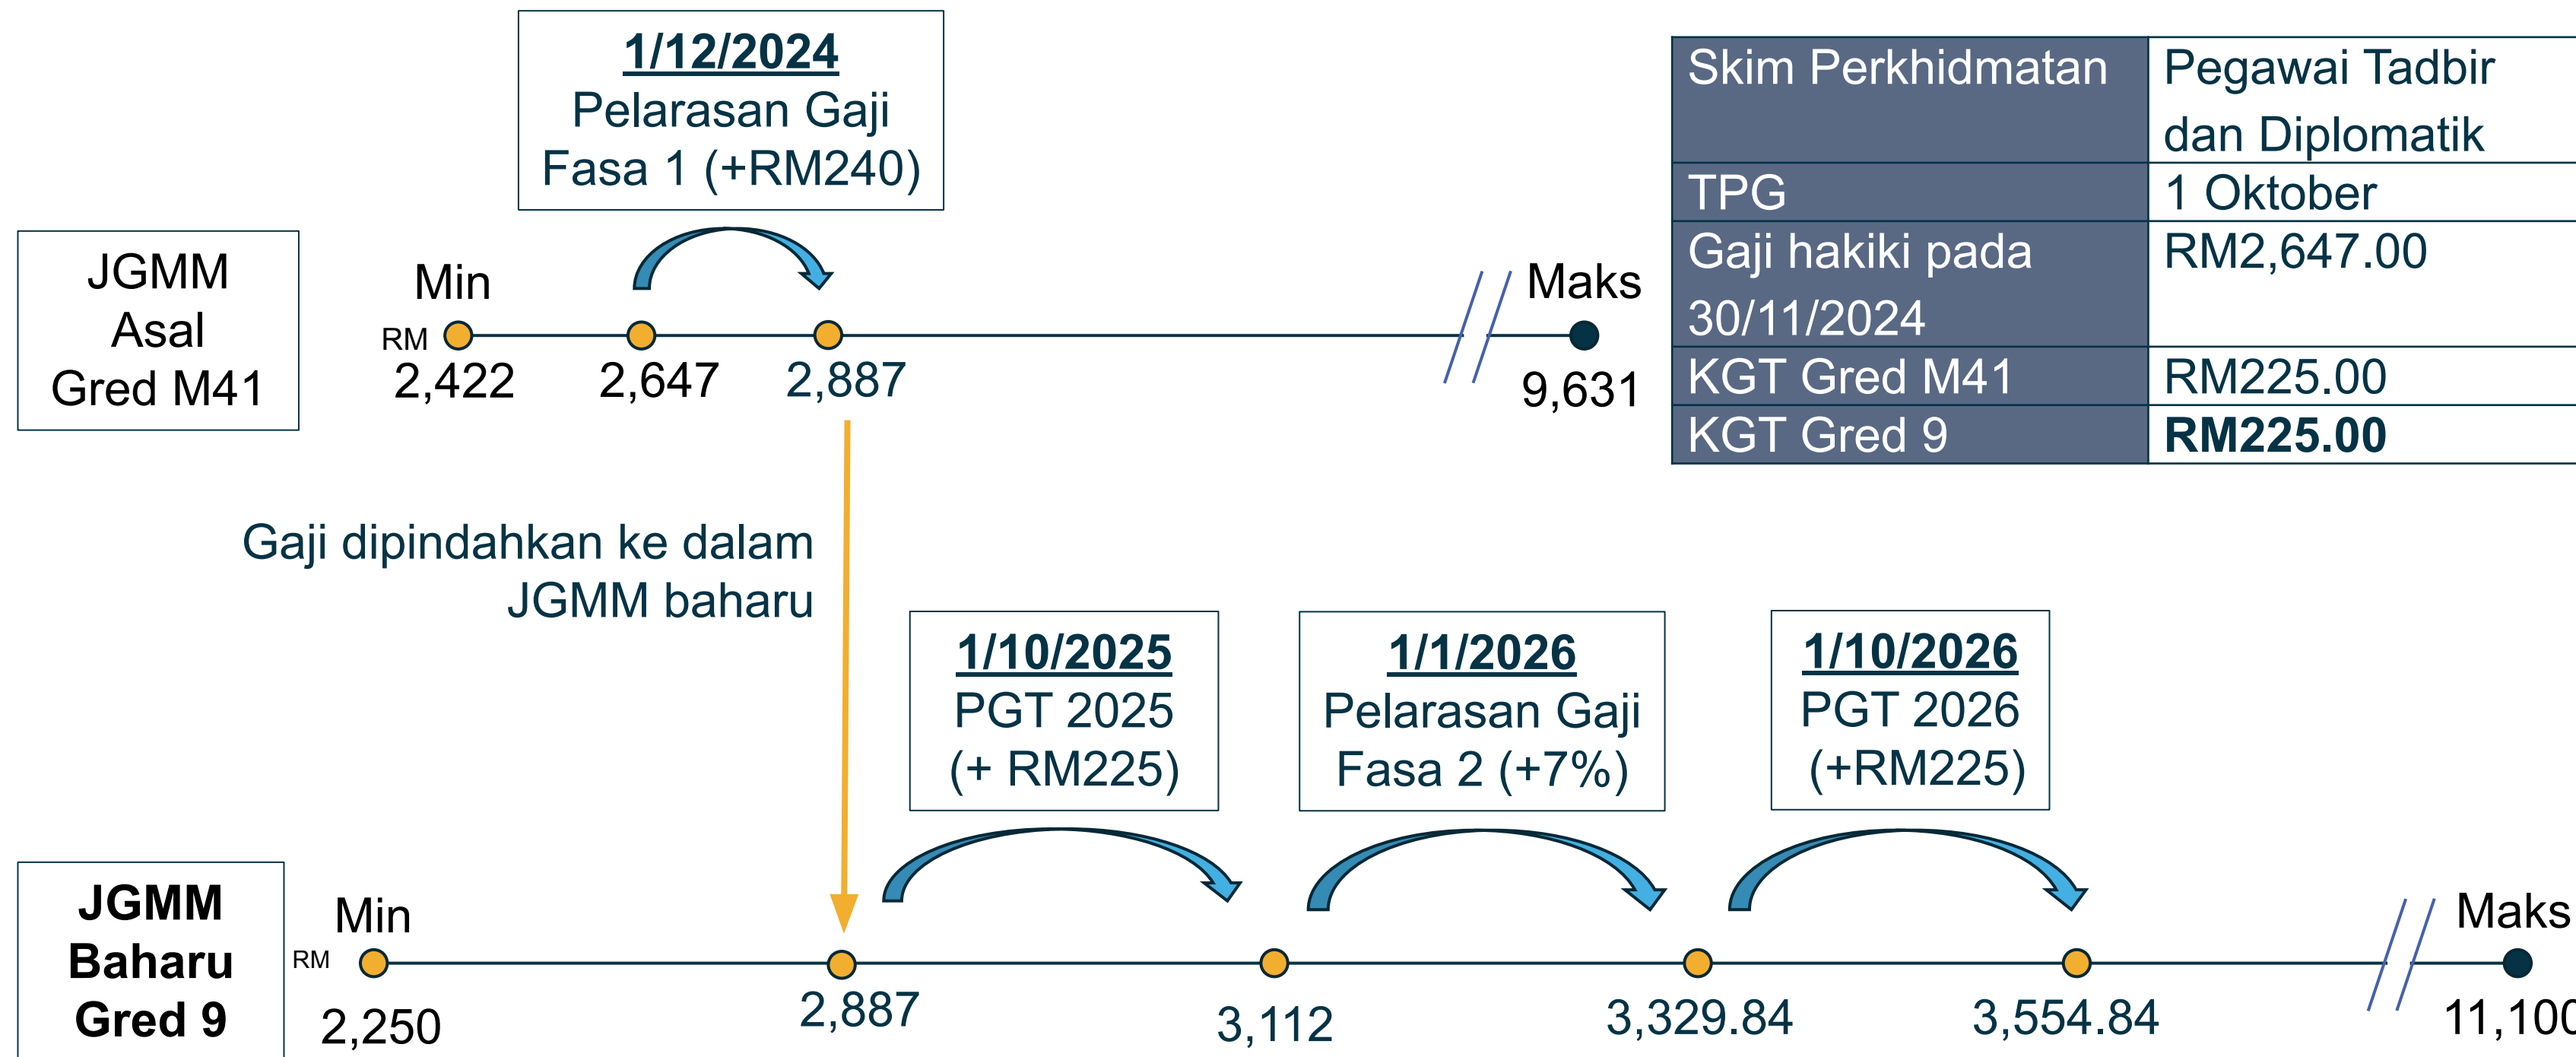 1/12/2024
Pelarasan Gaji
Fasa 1 (+RM240)
JGMM
Asal
Gred M41
Min
Maks
RM
2,422
2,647
2,887
9,631
Skim Perkhidmatan
Pegawai Tadbir
dan Diplomatik
TPG
1 Oktober
Gaji hakiki pada
30/11/2024
RM2,647.00
KGT Gred M41
RM225.00
KGT Gred 9
RM225.00
Gaji dipindahkan ke dalam
JGMM baharu
1/10/2025
PGT 2025
(+ RM225)
1/1/2026
Pelarasan Gaji
Fasa 2 (+7%)
1/10/2026
PGT 2026
(+RM225)
JGMM
Baharu
Gred 9
Min
Maks
RM
2,250
2,887
3,112
3,329.84
3,554.84
11,100